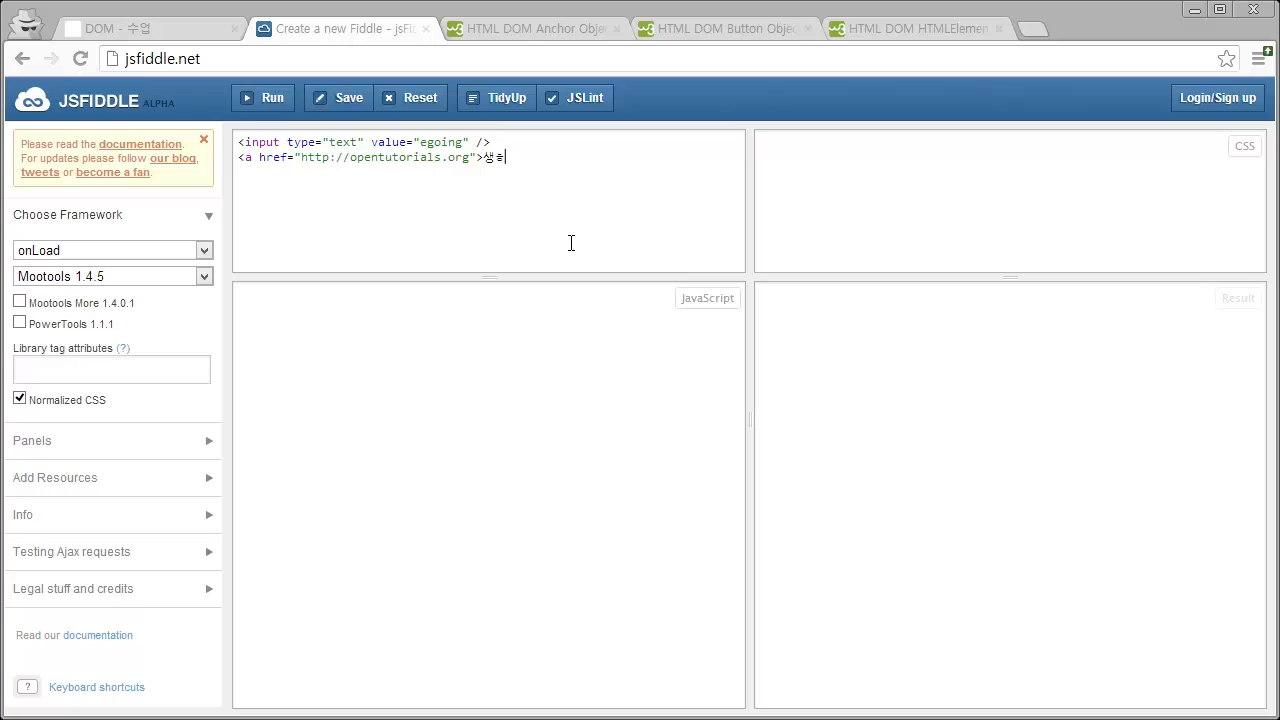 DOM - 수업
Create a new Fiddle - jsFi
HTML DOM Anchor Obje
HTML DOM Button Objec
HTML DOM HTMLElemen
jsfiddle.net
JSFIDDLE ALPHA
Run
Save
Reset
TidyUp
JSLint
Login/Sign up
Please read the documentation.
For updates please follow our blog,
tweets or become a fan.
Choose Framework
onLoad
Mootools 1.4.5
Mootools More 1.4.0.1
PowerTools 1.1.1
Library tag attributes (?)
Normalized CSS
Panels
Add Resources
Info
Testing Ajax requests
Legal stuff and credits
Read our documentation
? Keyboard shortcuts
<input type="text" value="egoing" />
<a href="http://opentutorials.org">생호
CSS
JavaScript
Result